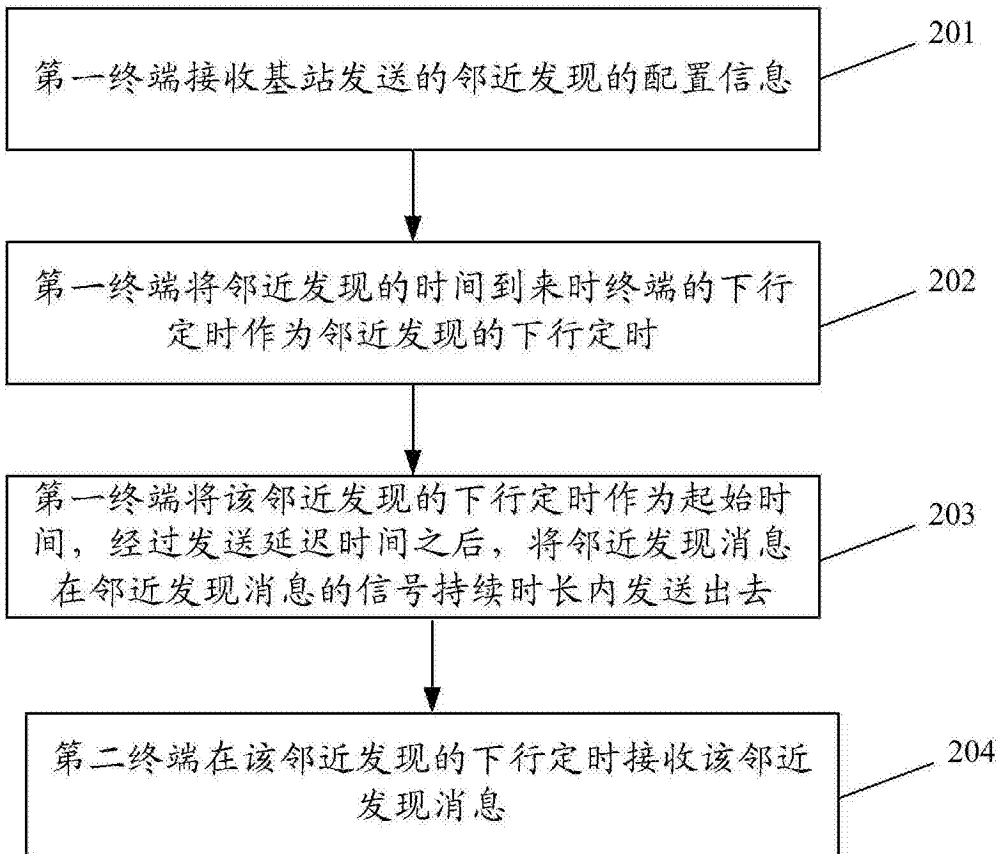 第一终端接收基站发送的邻近发现的配置信息
201
第一终端将邻近发现的时间到来时终端的下行
定时作为邻近发现的下行定时
202
第一终端将该邻近发现的下行定时作为起始时
间，经过发送延迟时间之后，将邻近发现消息
在邻近发现消息的信号持续时长内发送出去
203
第二终端在该邻近发现的下行定时接收该邻近
发现消息
204